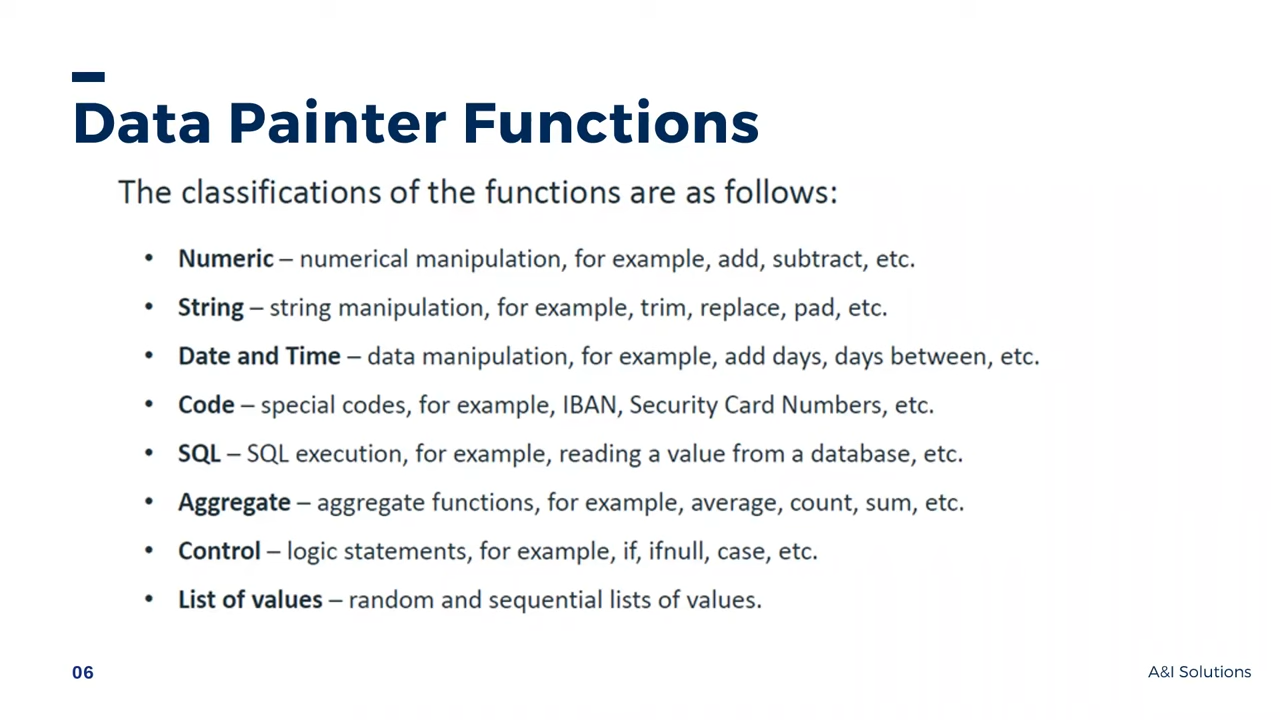 Data Painter Functions
The classifications of the functions are as follows:
• Numeric – numerical manipulation, for example, add, subtract, etc.
• String – string manipulation, for example, trim, replace, pad, etc.
• Date and Time – data manipulation, for example, add days, days between, etc.
• Code – special codes, for example, IBAN, Security Card Numbers, etc.
• SQL – SQL execution, for example, reading a value from a database, etc.
• Aggregate – aggregate functions, for example, average, count, sum, etc.
• Control – logic statements, for example, if, ifnull, case, etc.
• List of values – random and sequential lists of values.
06
A&I Solutions